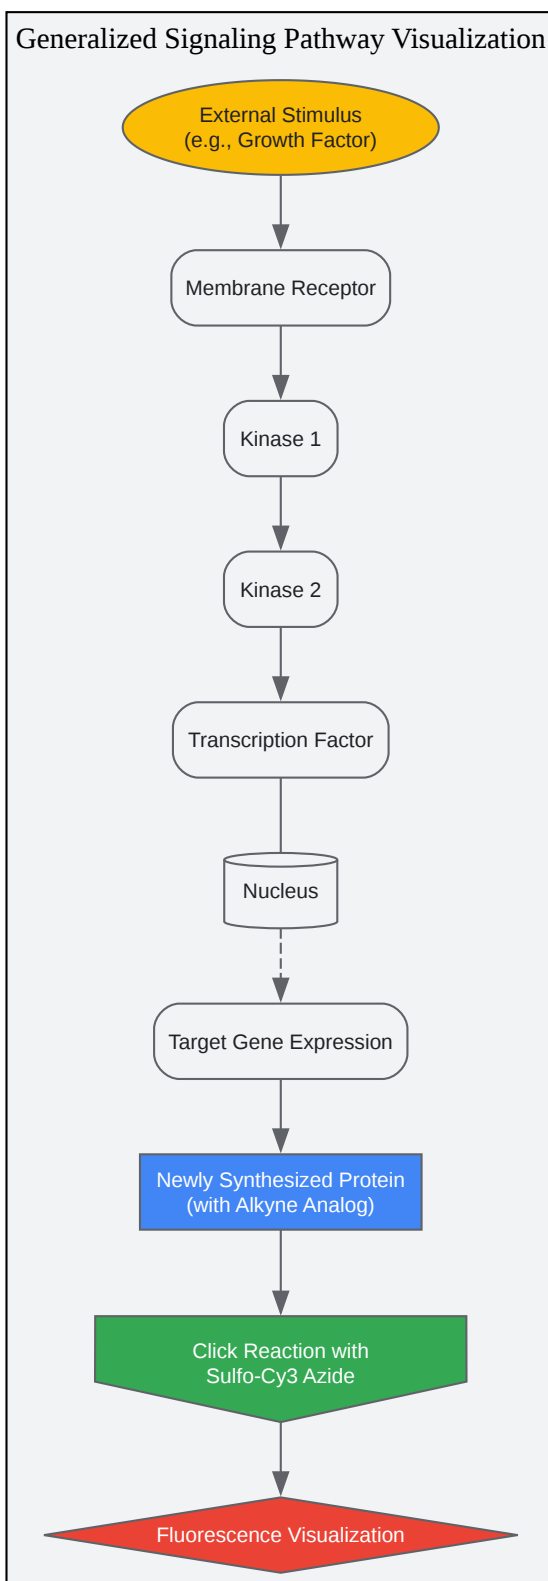 Generalized Signaling Pathway Visualization
External Stimulus
(e.g., Growth Factor)
Membrane Receptor
Kinase 1
Kinase 2
Transcription Factor
Nucleus
Target Gene Expression
Newly Synthesized Protein
(with Alkyne Analog)
Click Reaction with
Sulfo-Cy3 Azide
Fluorescence Visualization